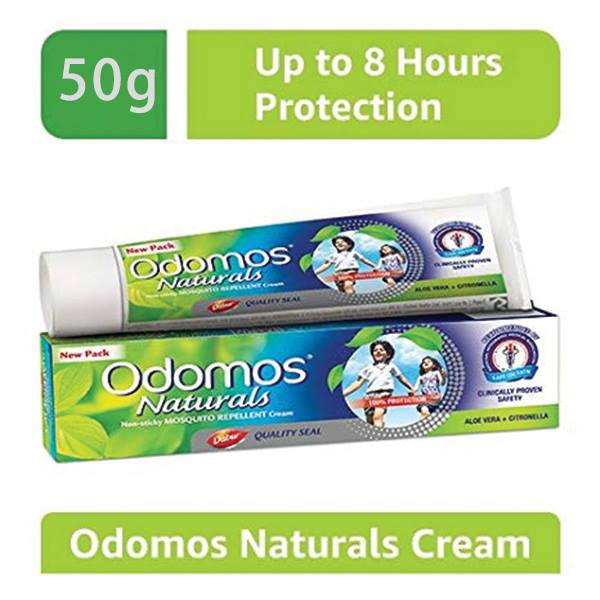 50g
Up to 8 Hours
Protection
New Pack
Odomos®
Naturals
Non-sticky MOSQUITO REPELLENT Cream
Dabur
QUALITY SEAL
100% PROTECTION
CLINICALLY PROVEN
SAFETY
ALOE VERA + CITRONELLA
New Pack
Odomos®
Naturals
Non-sticky MOSQUITO REPELLENT Cream
Dabur
QUALITY SEAL
100% PROTECTION
CLINICALLY PROVEN
SAFETY
ALOE VERA + CITRONELLA
Odomos Naturals Cream